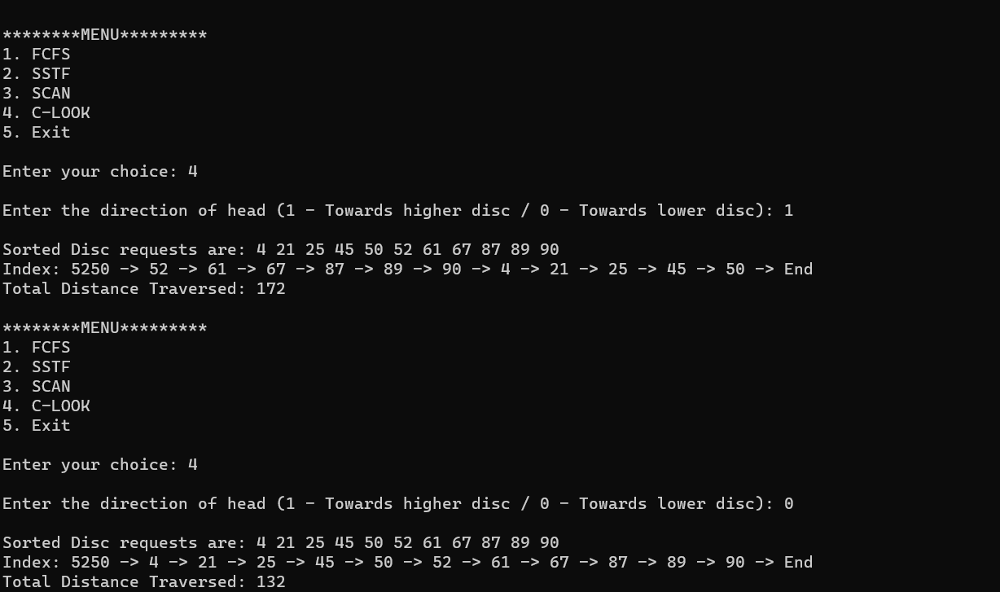 ********MENU*********
1. FCFS
2. SSTF
3. SCAN
4. C-LOOK
5. Exit
Enter your choice: 4
Enter the direction of head (1 - Towards higher disc / 0 - Towards lower disc): 1
Sorted Disc requests are: 4 21 25 45 50 52 61 67 87 89 90
Index: 5250 -> 52 -> 61 -> 67 -> 87 -> 89 -> 90 -> 4 -> 21 -> 25 -> 45 -> 50 -> End
Total Distance Traversed: 172
********MENU*********
1. FCFS
2. SSTF
3. SCAN
4. C-LOOK
5. Exit
Enter your choice: 4
Enter the direction of head (1 - Towards higher disc / 0 - Towards lower disc): 0
Sorted Disc requests are: 4 21 25 45 50 52 61 67 87 89 90
Index: 5250 -> 4 -> 21 -> 25 -> 45 -> 50 -> 52 -> 61 -> 67 -> 87 -> 89 -> 90 -> End
Total Distance Traversed: 132